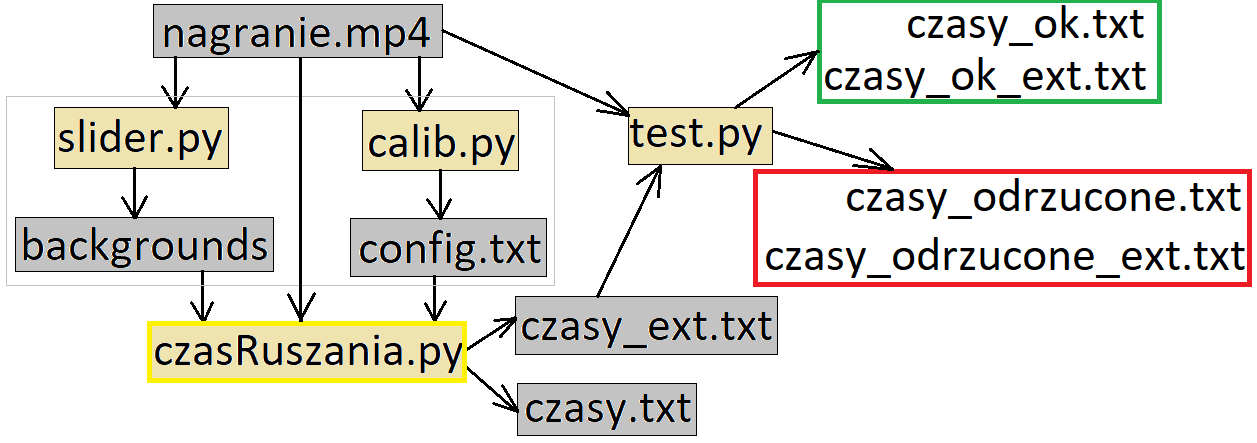 nagranie.mp4
czasy_ok.txt
czasy_ok_ext.txt
slider.py
calib.py
test.py
czasy_odrzucone.txt
czasy_odrzucone_ext.txt
backgrounds
config.txt
czasRuszania.py
czasy_ext.txt
czasy.txt